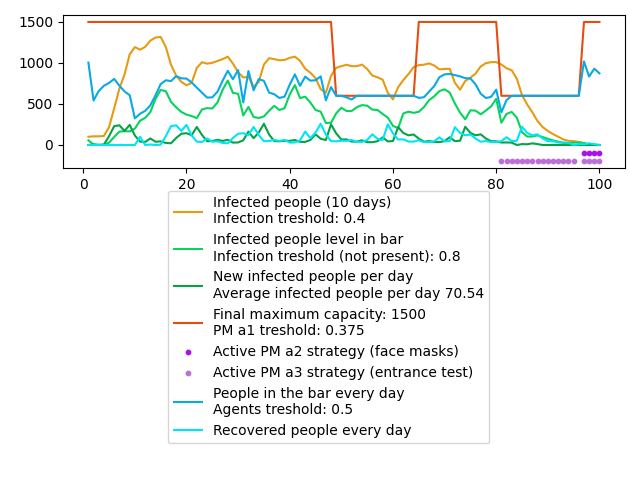 1500
1000
500
0
0
20
40
60
80
100
Infected people (10 days)
Infection treshold: 0.4
Infected people level in bar
Infection treshold (not present): 0.8
New infected people per day
Average infected people per day 70.54
Final maximum capacity: 1500
PM a1 treshold: 0.375
Active PM a2 strategy (face masks)
Active PM a3 strategy (entrance test)
People in the bar every day
Agents treshold: 0.5
Recovered people every day